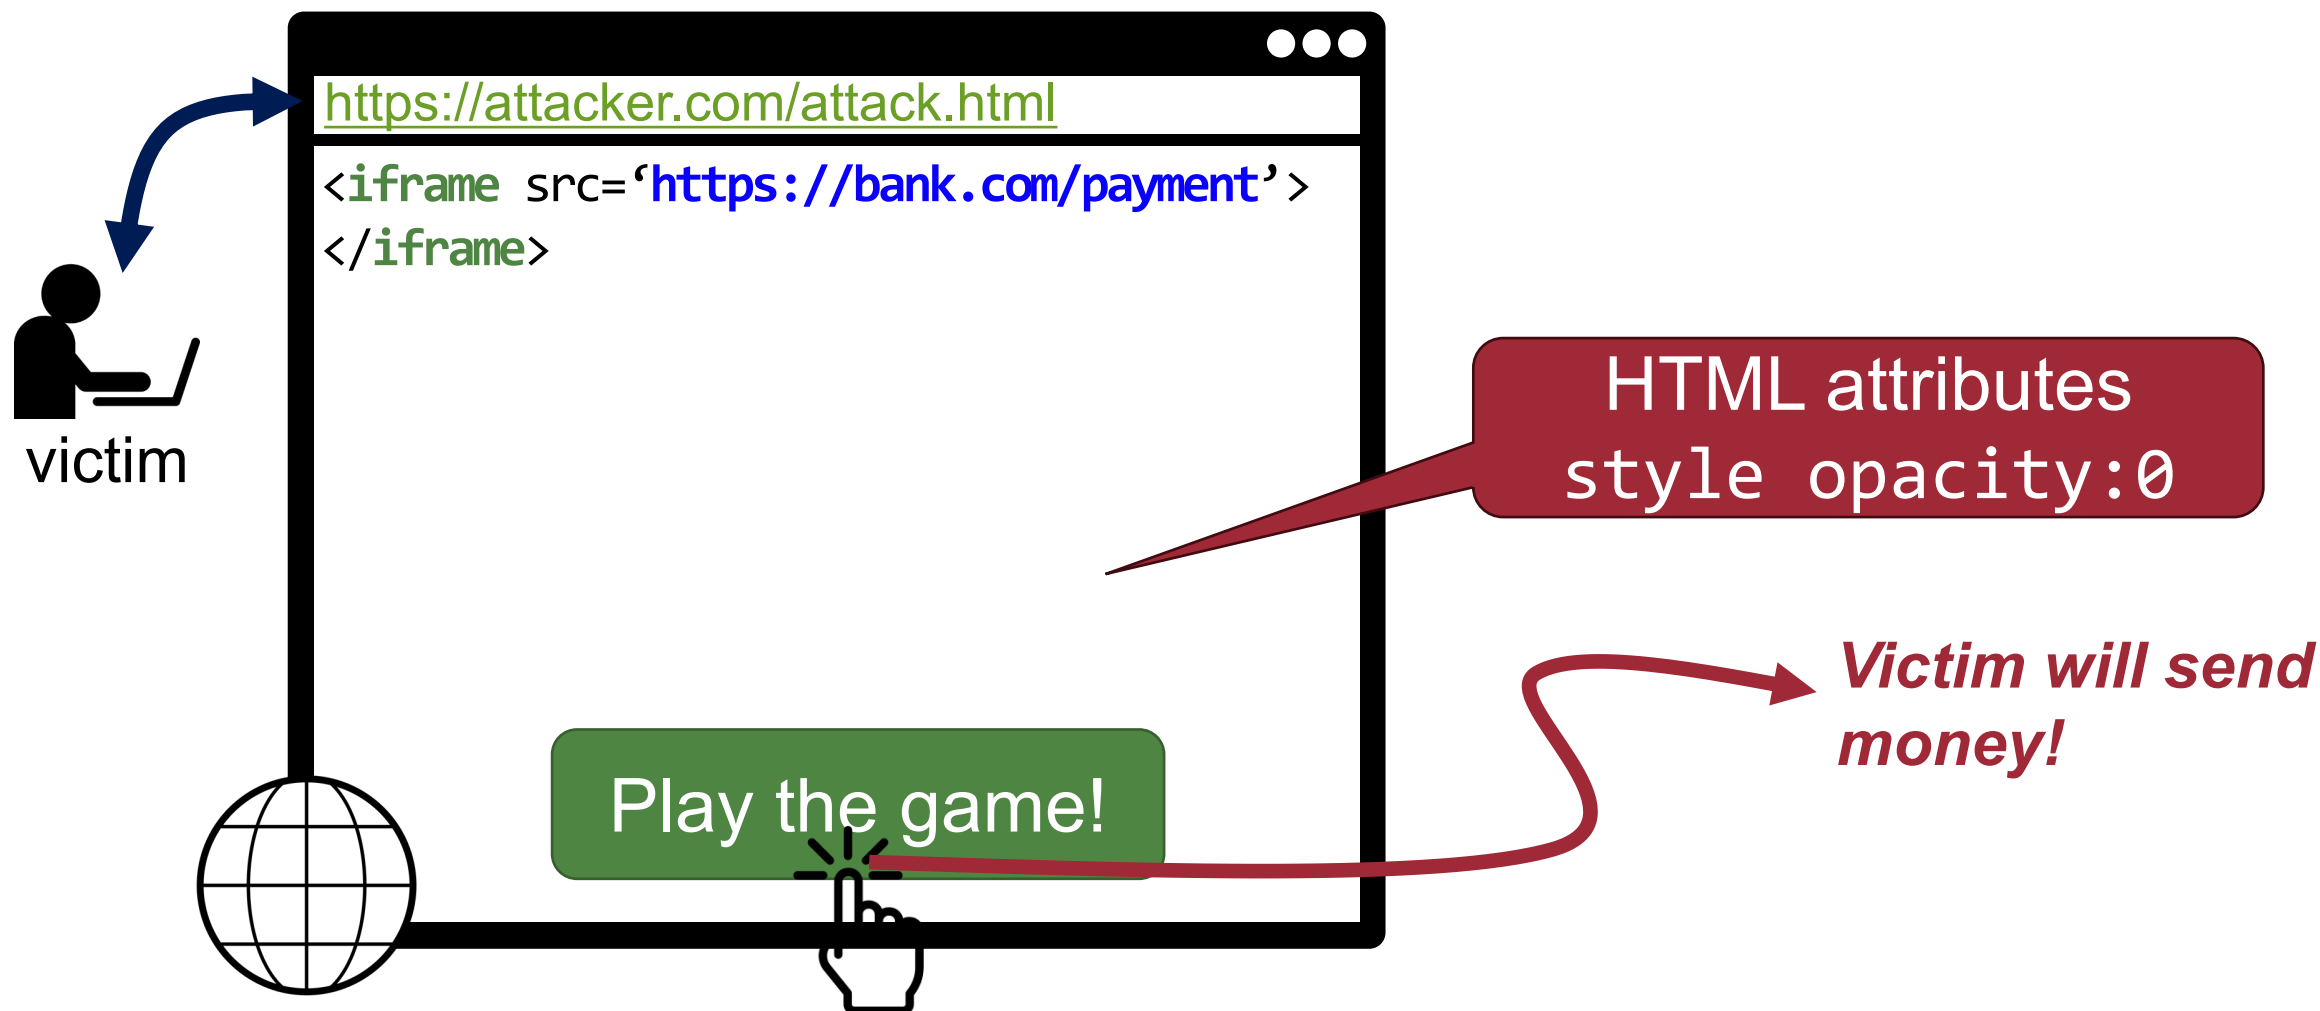 https://attacker.com/attack.html
<iframe src=‘https://bank.com/payment’>
</iframe>
victim
HTML attributes
style opacity:0
Victim will send
money!
Play the game!